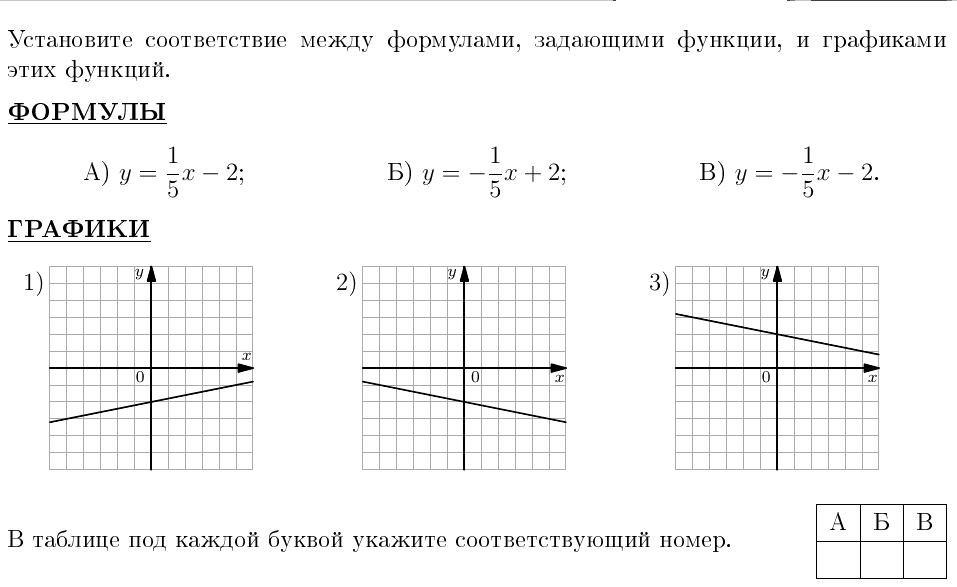 Установите соответствие между формулами, задающими функции, и графиками
этих функций.
ФОРМУЛЫ
А) y = 1/5 x − 2; Б) y = −1/5 x + 2; В) y = −1/5 x − 2.
ГРАФИКИ
1) y x 0 2) y 0 x 3) y 0 x
А Б В
В таблице под каждой буквой укажите соответствующий номер.